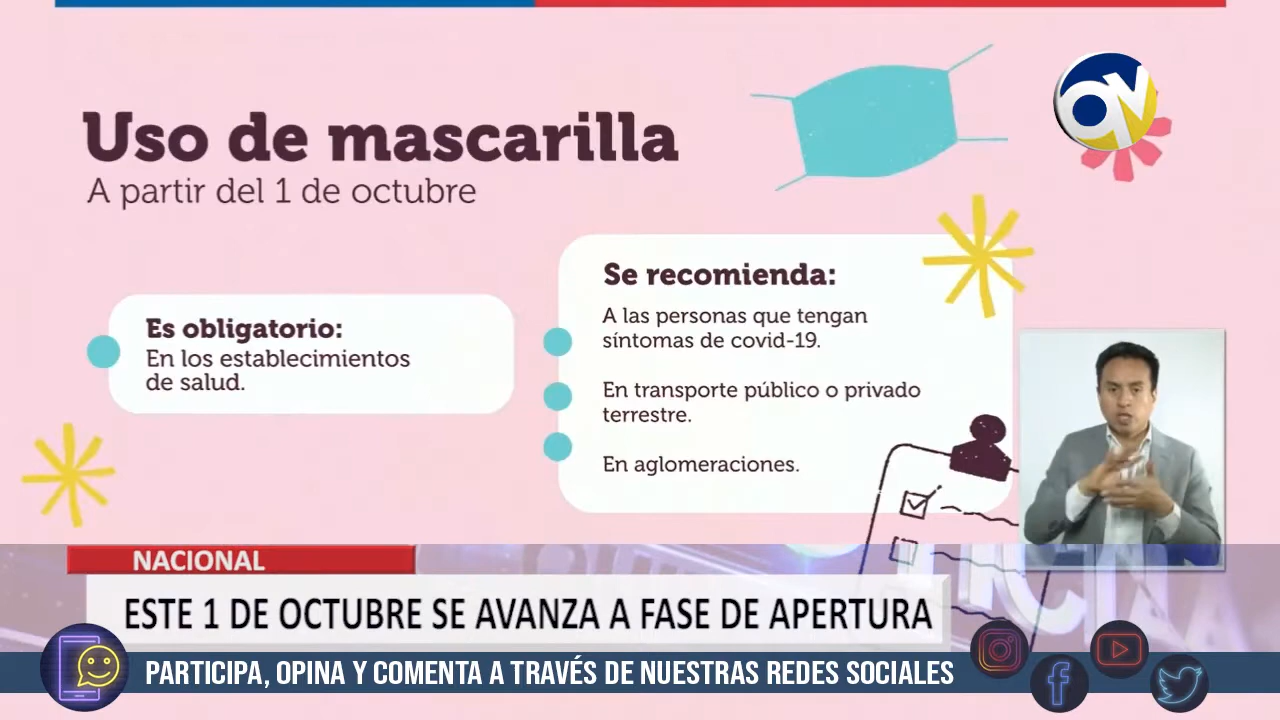 Uso de mascarilla
A partir del 1 de octubre
Es obligatorio:
En los establecimientos
de salud.
Se recomienda:
A las personas que tengan
síntomas de covid-19.
En transporte público o privado
terrestre.
En aglomeraciones.
NACIONAL
ESTE 1 DE OCTUBRE SE AVANZA A FASE DE APERTURA
PARTICIPA, OPINA Y COMENTA A TRAVÉS DE NUESTRAS REDES SOCIALES